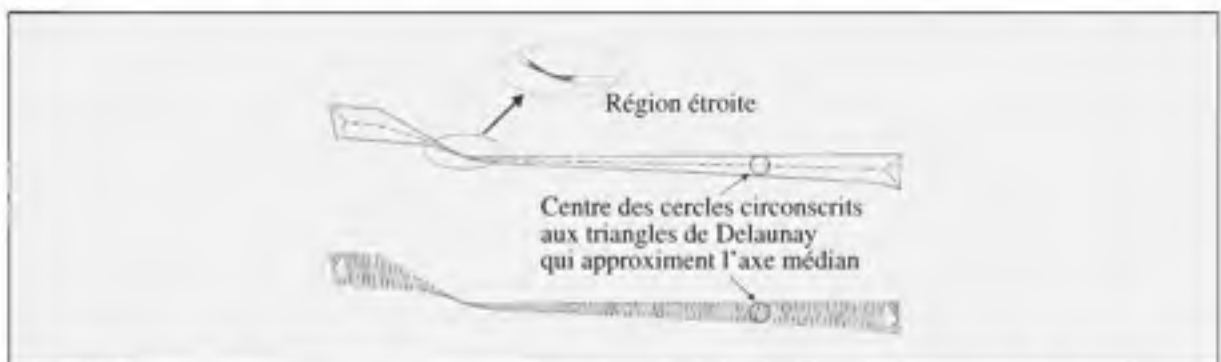 Région étroite
Centre des cercles circonscrits
aux triangles de Delaunay
qui approximent l'axe médian